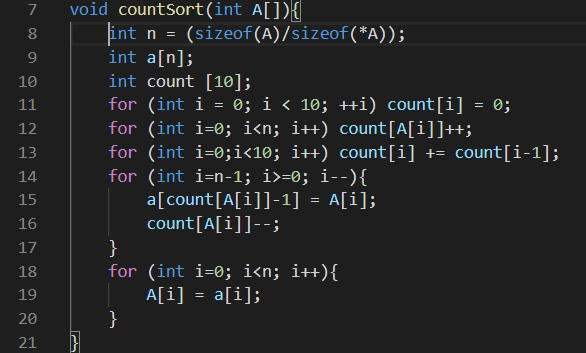 7 void countSort(int A[]){
8 int n = (sizeof(A)/sizeof(*A));
9 int a[n];
10 int count [10];
11 for (int i = 0; i < 10; ++i) count[i] = 0;
12 for (int i=0; i<n; i++) count[A[i]]++;
13 for (int i=0;i<10; i++) count[i] += count[i-1];
14 for (int i=n-1; i>=0; i--){
15 a[count[A[i]]-1] = A[i];
16 count[A[i]]--;
17 }
18 for (int i=0; i<n; i++){
19 A[i] = a[i];
20 }
21 }